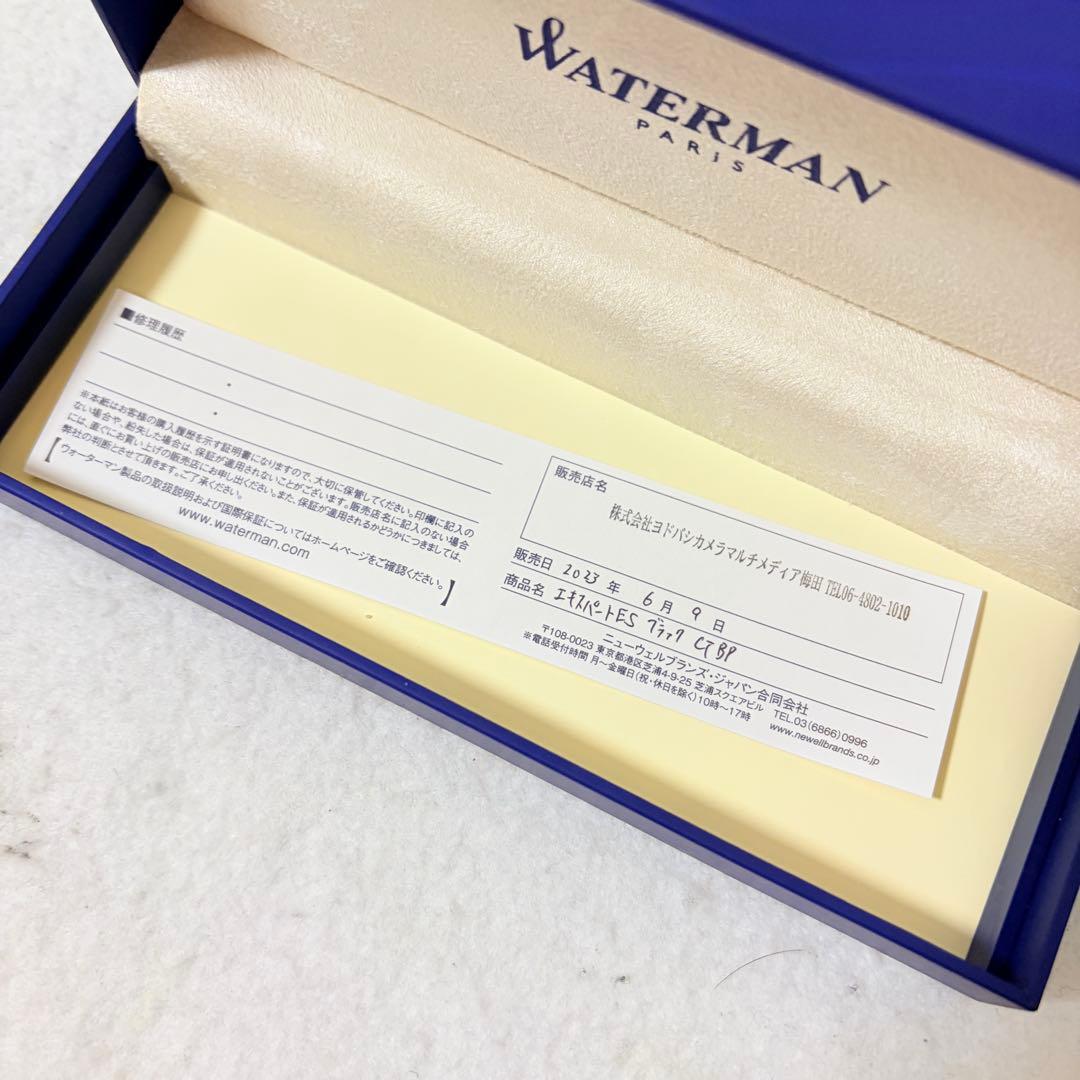 WATERMAN
PARIS
■修理履歴
※本紙はお客様の購入履歴を示す証明書になりますので、大切に保管してください。印欄に記入の
ない場合や、紛失した場合は、保証が適用されないことがございます。販売店名に記入のない場合
には、直ぐにお買い上げの販売店にお申し出ください。また、保証が適用されるかどうかにつきましては、
弊社の判断とさせて頂きます。ご了承ください。
【ウォーターマン製品の取扱説明および国際保証についてはホームページをご確認ください。
www.waterman.com】
販売店名
株式会社ヨドバシカメラマルチメディア梅田 TEL06-4802-1010
販売日 2023 年 6 月 9 日
商品名 エキスパートES ブラック CTBP
ニューウェルブランズ・ジャパン合同会社
〒108-0023 東京都港区芝浦4-9-25 芝浦スクエアビル TEL.03(6866)0996
※電話受付時間 月～金曜日(祝・休日を除く)10時～17時 www.newellbrands.co.jp